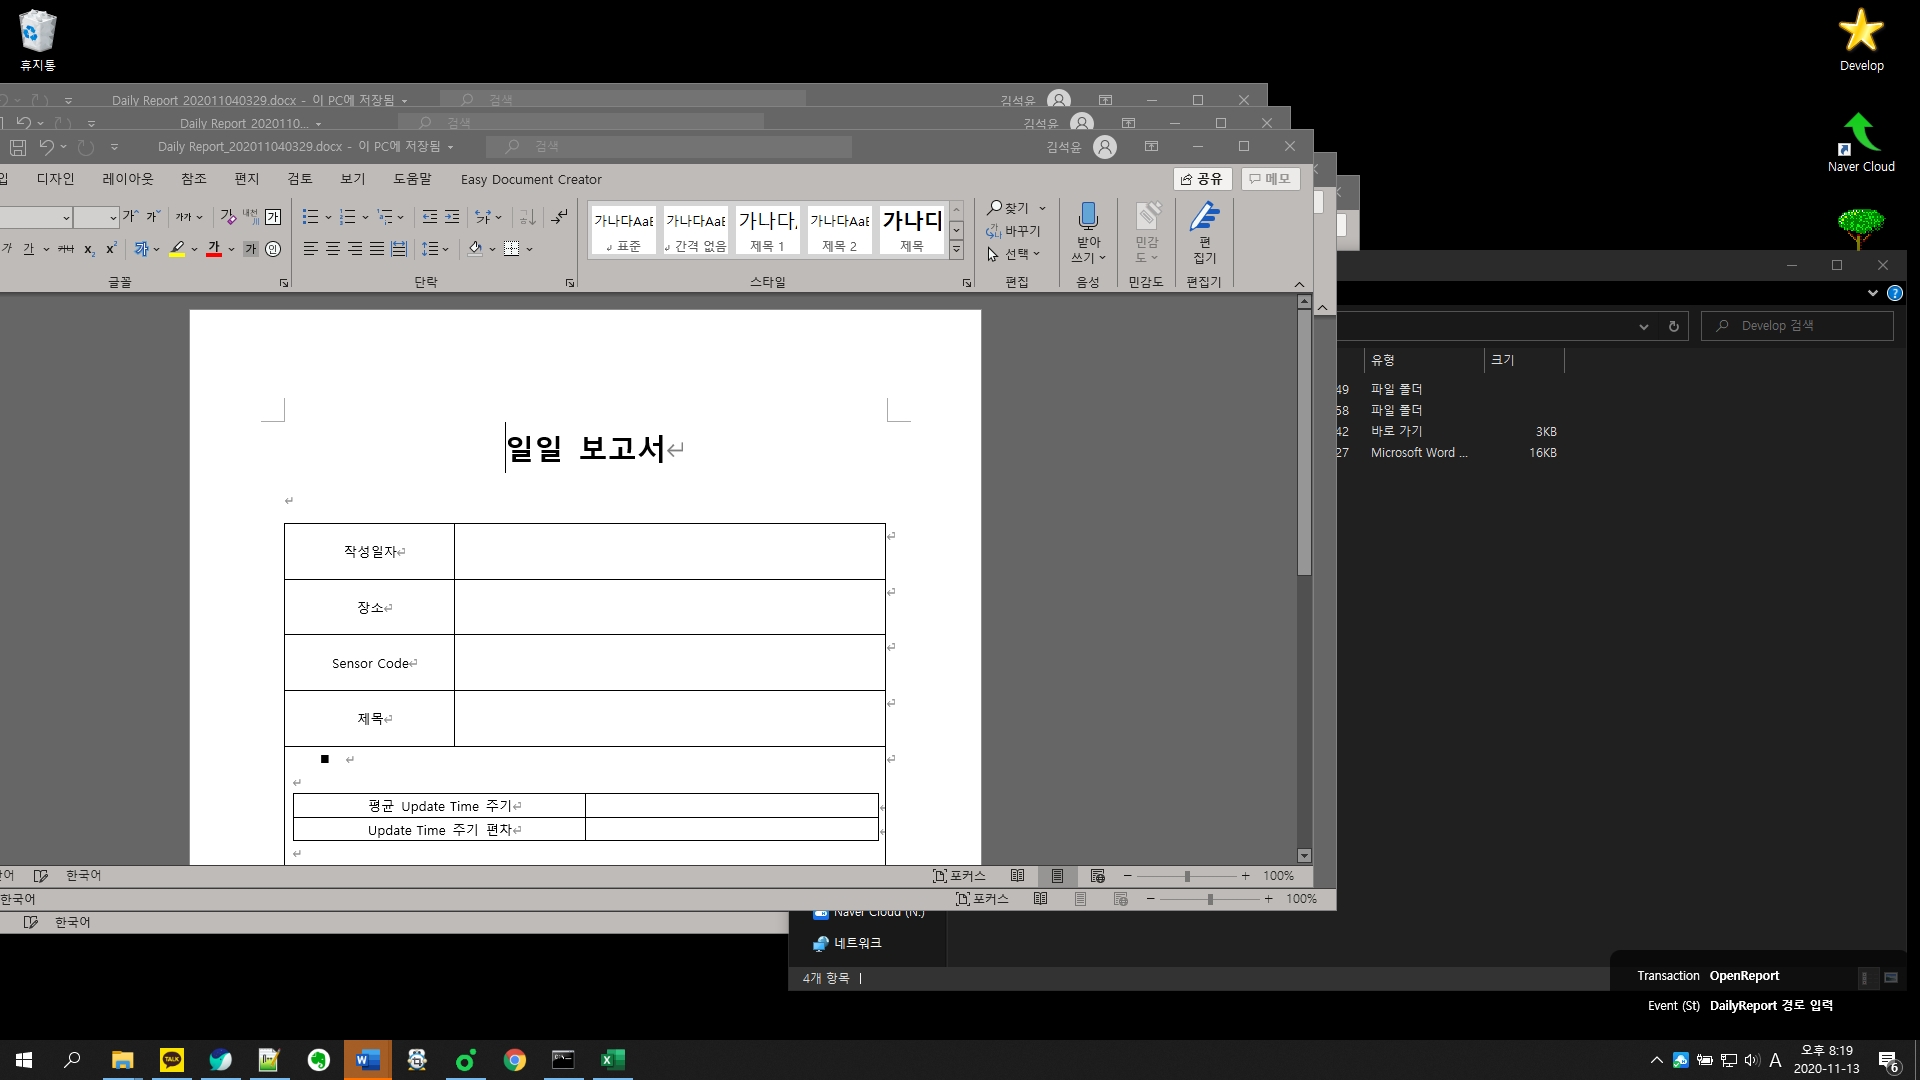 휴지통
Develop
Naver Cloud
Daily Report_202011040329.docx - 이 PC에 저장됨
검색
김석윤
Daily Report_2020110...
검색
김석윤
Daily Report_202011040329.docx - 이 PC에 저장됨
검색
김석윤
입 디자인 레이아웃 참조 편지 검토 보기 도움말 Easy Document Creator
공유 메모
가나다AaB 가나다AaB 가나다 가나다AaB 가나다
표준 간격 없음 제목 1 제목 2 제목
찾기
바꾸기
선택
받아
쓰기
민감
도
편
집기
글꼴 단락 스타일 편집 음성 민감도 편집기
일일 보고서
작성일자
장소
Sensor Code
제목
평균 Update Time 주기
Update Time 주기 편차
한국어 포커스 100%
한국어 포커스 100%
한국어
Develop 검색
유형 크기
49 파일 폴더
58 파일 폴더
42 바로 가기 3KB
27 Microsoft Word ... 16KB
Naver Cloud (N:)
네트워크
4개 항목
Transaction OpenReport
Event (St) DailyReport 경로 입력
TALK
A
오후 8:19
2020-11-13
6